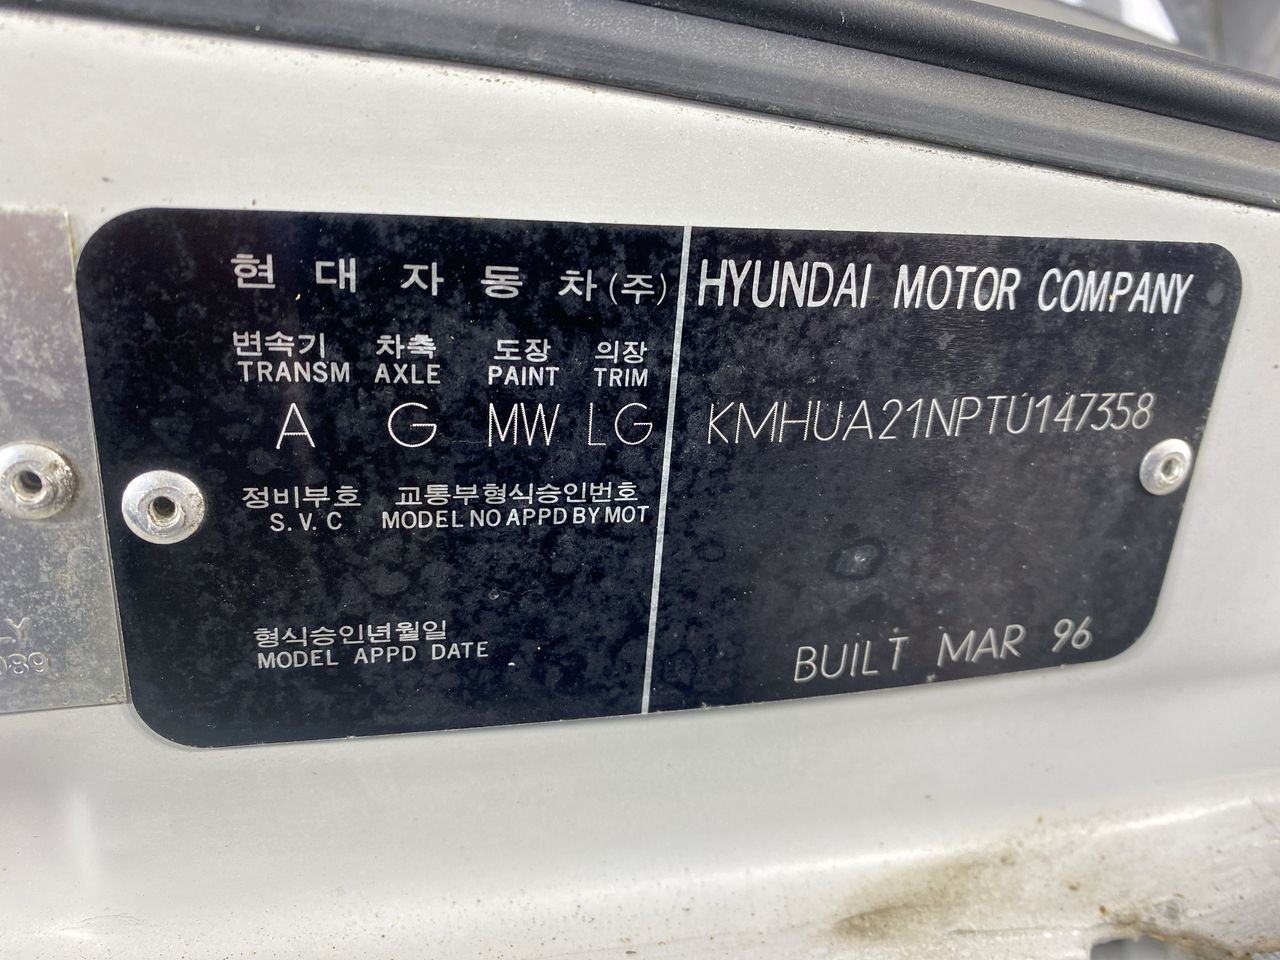 현대자동차(주)
변속기 차축 도장 의장
TRANSM AXLE PAINT TRIM
A G MW LG
정비부호 교통부형식승인번호
S.V.C MODEL NO APPD BY MOT
형식승인년월일
MODEL APPD DATE
HYUNDAI MOTOR COMPANY
KMHUA21NPTU147358
BUILT MAR 96
LY
089